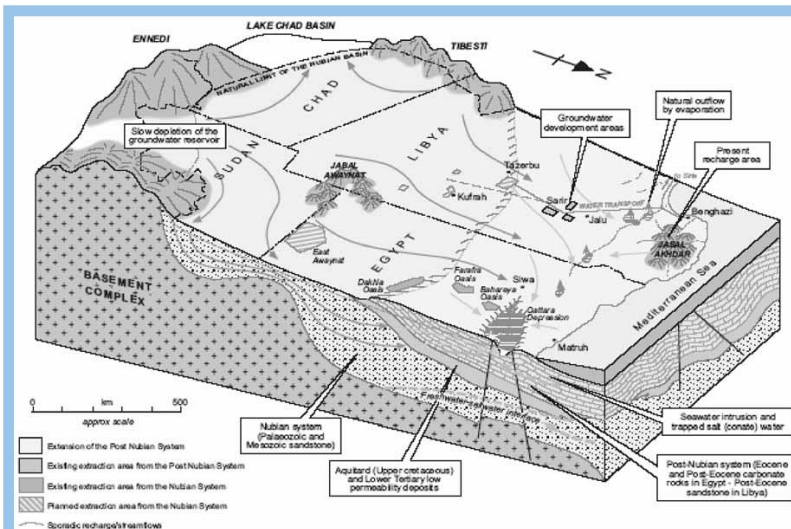 LAKE CHAD BASIN
ENNEDI
TIBESTI
N
NATURAL LIMIT OF THE NUBIAN BASIN
CHAD
Slow depletion of the
groundwater reservoir
SUDAN
LIBYA
Groundwater
development areas
Natural outflow
by evaporation
Present
recharge area
JABAL
AWAYNAT
Tazerbu
Kufrah
Sarir
WATER TRANSPORT
to Sirte
Jalu
Benghazi
JABAL
AKHDAR
East
Awaynat
EGYPT
BASEMENT
COMPLEX
Dakhla
Oasis
Farafra
Oasis
Bahareya
Oasis
Siwa
Qattara
Depression
Matruh
Mediterranean Sea
Freshwater-saltwater interface
0 km 500
approx scale
Nubian system
(Palaeozoic and
Mesozoic sandstone)
Aquitard (Upper cretaceous)
and Lower Tertiary low
permeability deposits
Seawater intrusion and
trapped salt (conate) water
Post-Nubian system (Eocene
and Post-Eocene carbonate
rocks in Egypt - Post-Eocene
sandstone in Libya)
Extension of the Post Nubian System
Existing extraction area from the Post Nubian System
Existing extraction area from the Nubian System
Planned extraction area from the Nubian System
Sporadic recharge/streamflows